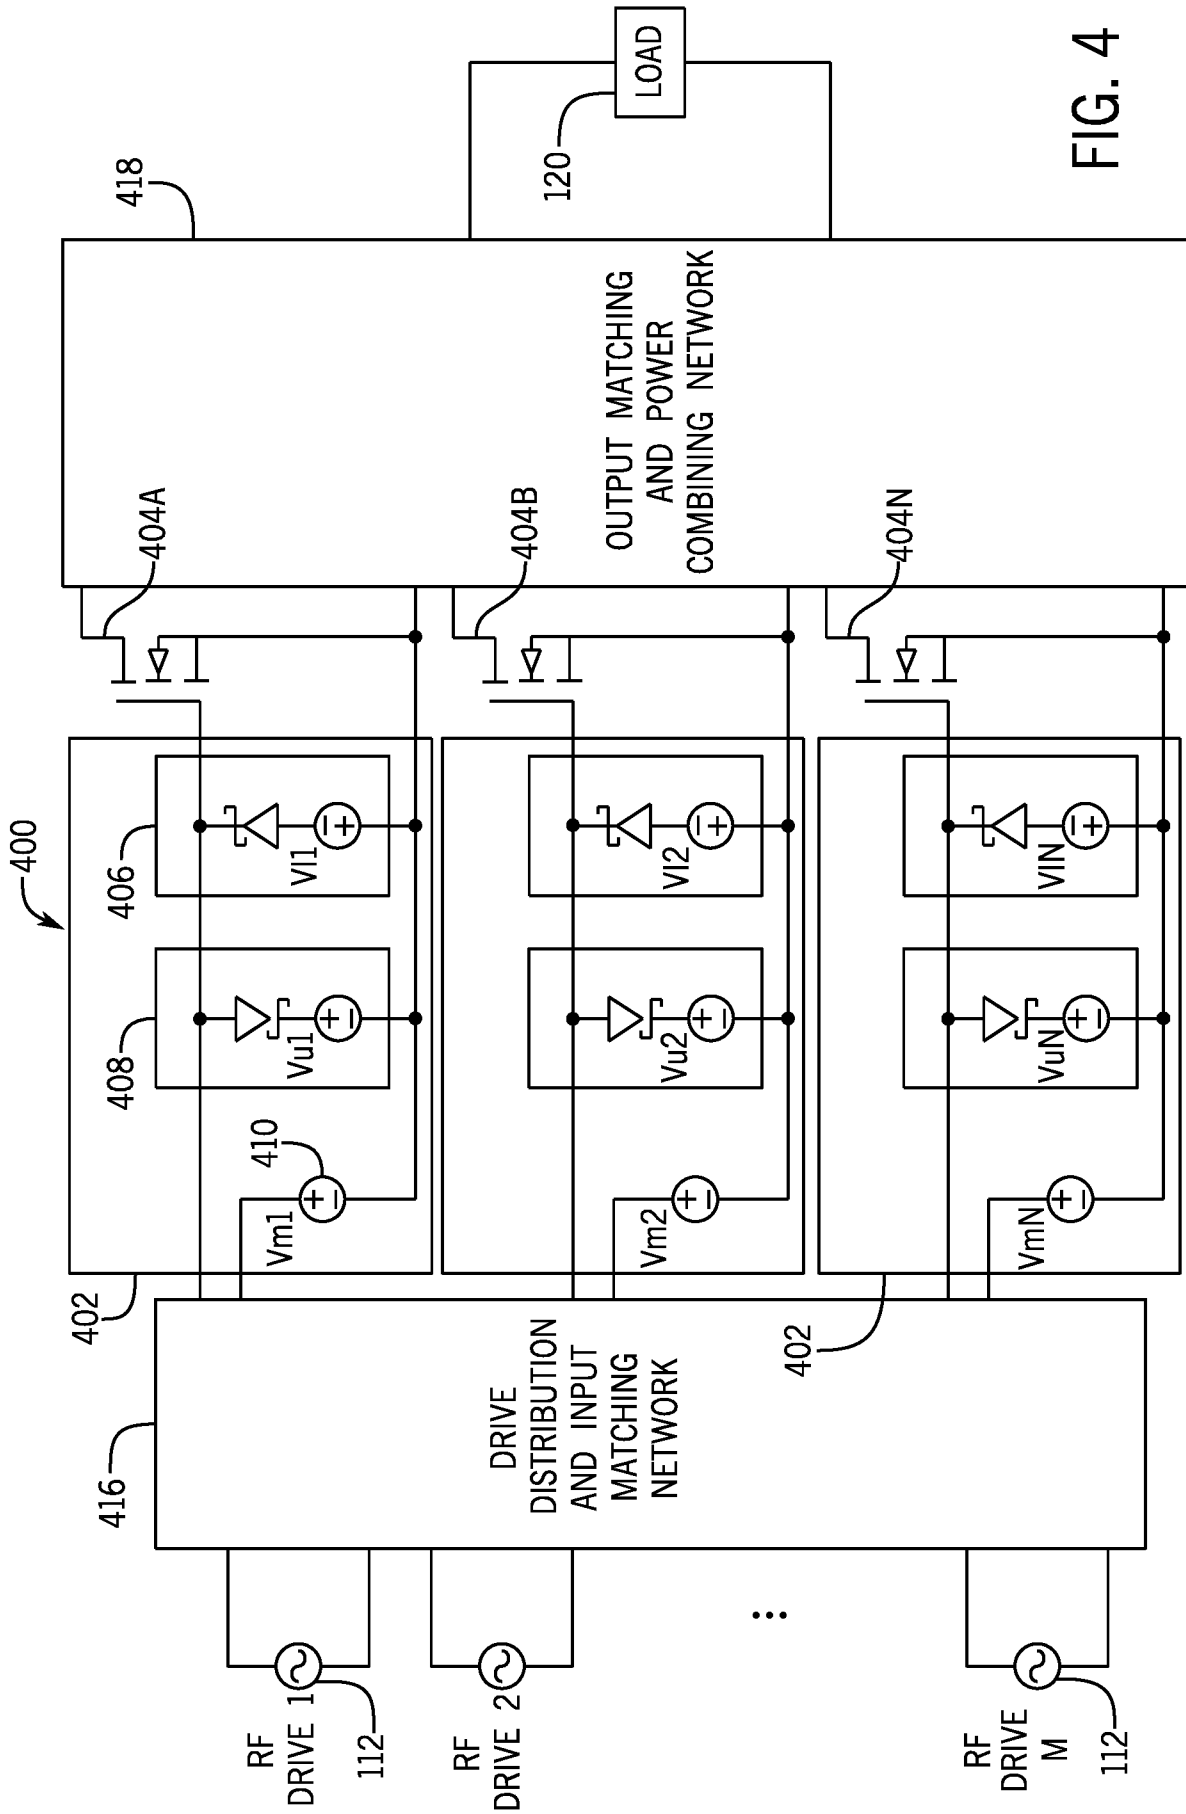 FIG. 4
400
402
406
408
410
Vm1
Vu1
Vl1
404A
Vm2
Vu2
Vl2
404B
402
VmN
VuN
VlN
404N
416
DRIVE
DISTRIBUTION
AND INPUT
MATCHING
NETWORK
418
OUTPUT MATCHING
AND POWER
COMBINING NETWORK
120
LOAD
RF
DRIVE 1
112
RF
DRIVE 2
...
RF
DRIVE
M
112